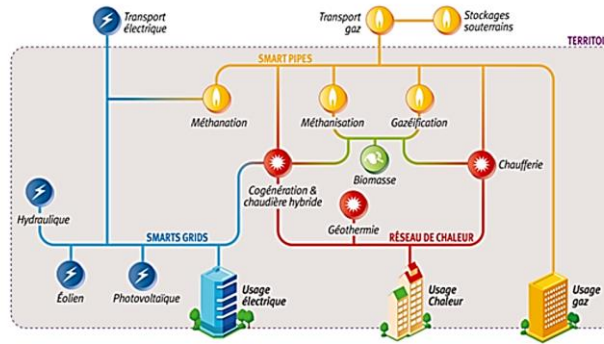 Transport
électrique
Transport
gaz
Stockages
souterrains
TERRITO
SMART PIPES
Méthanation
Méthanisation
Gazéification
Cogénération &
chaudière hybride
Biomasse
Chaufferie
Hydraulique
Géothermie
SMARTS GRIDS
RÉSEAU DE CHALEUR
Éolien
Photovoltaïque
Usage
électrique
Usage
Chaleur
Usage
gaz